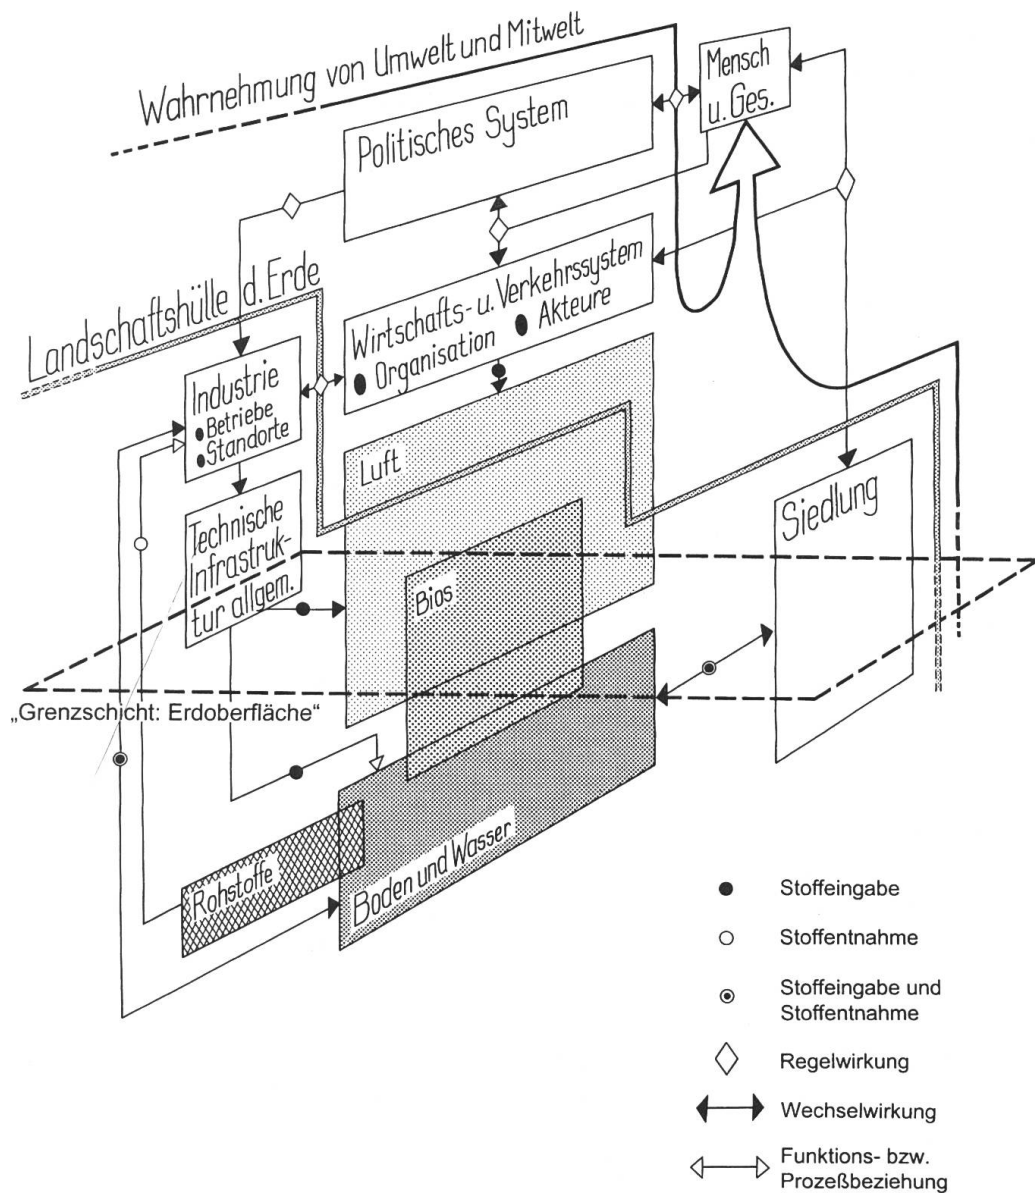 Wahrnehmung von Umwelt und Mitwelt
Mensch
u. Ges.
Politisches System
Landschaftshülle d. Erde
Wirtschafts- u. Verkehrssystem
Organisation Akteure
Industrie
Betriebe
Standorte
Luft
Technische
Infrastruk-
tur allgem.
Siedlung
Bios
„Grenzschicht: Erdoberfläche“
Rohstoffe
Boden und Wasser
Stoffeingabe
Stoffentnahme
Stoffeingabe und
Stoffentnahme
Regelwirkung
Wechselwirkung
Funktions- bzw.
Prozeßbeziehung